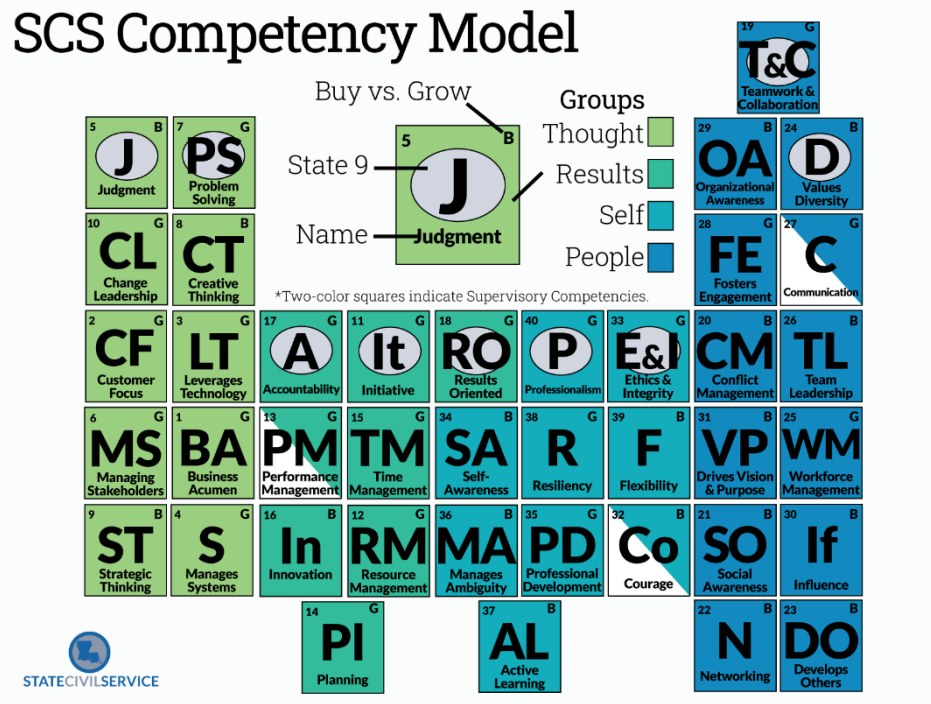 SCS Competency Model
19 G
T&C
Teamwork &
Collaboration
Buy vs. Grow
State 9
Name
5 B
J
Judgment
Groups
Thought
Results
Self
People
*Two-color squares indicate Supervisory Competencies.
5 B
J
Judgment
7 G
PS
Problem
Solving
29 B
OA
Organizational
Awareness
24 B
D
Values
Diversity
10 G
CL
Change
Leadership
8 B
CT
Creative
Thinking
28 G
FE
Fosters
Engagement
27 G
C
Communication
2 G
CF
Customer
Focus
3 G
LT
Leverages
Technology
17 G
A
Accountability
11 G
It
Initiative
18 G
RO
Results
Oriented
40 G
P
Professionalism
33 G
E&I
Ethics &
Integrity
20 B
CM
Conflict
Management
26 B
TL
Team
Leadership
6 G
MS
Managing
Stakeholders
1 G
BA
Business
Acumen
13 G
PM
Performance
Management
15 G
TM
Time
Management
34 B
SA
Self-
Awareness
38 G
R
Resiliency
39 B
F
Flexibility
31 B
VP
Drives Vision
& Purpose
25 G
WM
Workforce
Management
9 B
ST
Strategic
Thinking
4 G
S
Manages
Systems
16 B
In
Innovation
12 G
RM
Resource
Management
36 B
MA
Manages
Ambiguity
35 G
PD
Professional
Development
32 B
Co
Courage
21 B
SO
Social
Awareness
30 B
If
Influence
14 G
Pl
Planning
37 B
AL
Active
Learning
22 B
N
Networking
23 B
DO
Develops
Others
STATECIVILSERVICE